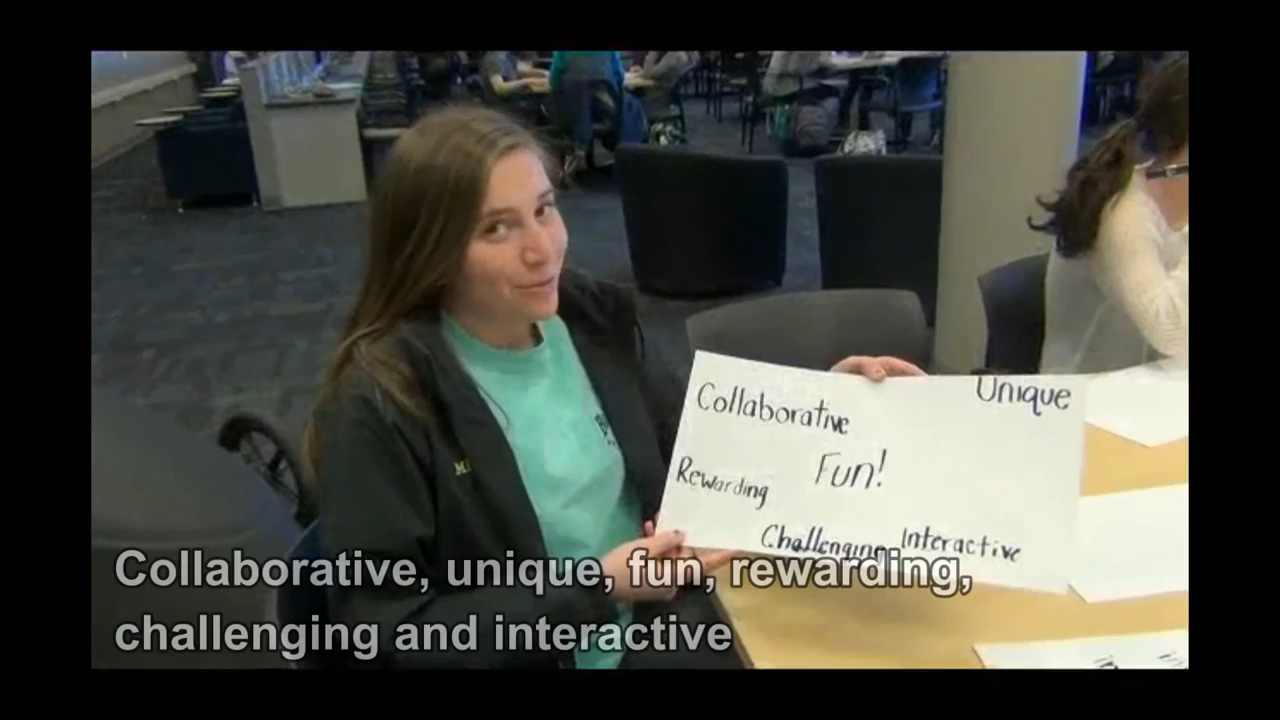 Unique
Collaborative
Fun!
Rewarding
Challenging Interactive
Collaborative, unique, fun, rewarding,
challenging and interactive